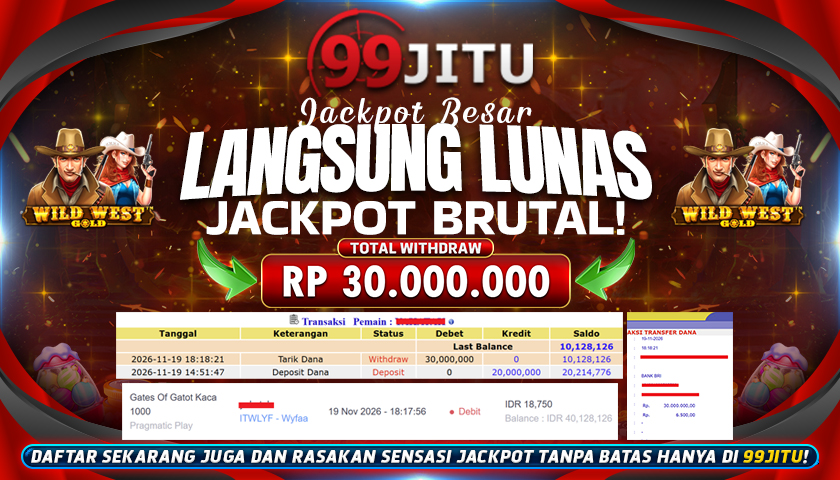 99JITU
Jackpot Besar
LANGSUNG LUNAS
JACKPOT BRUTAL!
WILD WEST
GOLD
WILD WEST
GOLD
TOTAL WITHDRAW
RP 30.000.000
Transaksi Pemain :
Tanggal Keterangan Status Debet Kredit Saldo
Last Balance 10,128,126
2026-11-19 18:18:21 Tarik Dana Withdraw 30,000,000 0 10,128,126
2026-11-19 14:51:47 Deposit Dana Deposit 0 20,000,000 20,214,776
AKSI TRANSFER DANA
18:18:21
BANK BRI
Rp. 30.000.000,00
Rp. 6.500,00
Gates Of Gatot Kaca
1000
Pragmatic Play
ITWLYF - Wyfaa
19 Nov 2026 - 18:17:56
Debit
IDR 18,750
Balance : IDR 40,128,126
DAFTAR SEKARANG JUGA DAN RASAKAN SENSASI JACKPOT TANPA BATAS HANYA DI 99JITU!